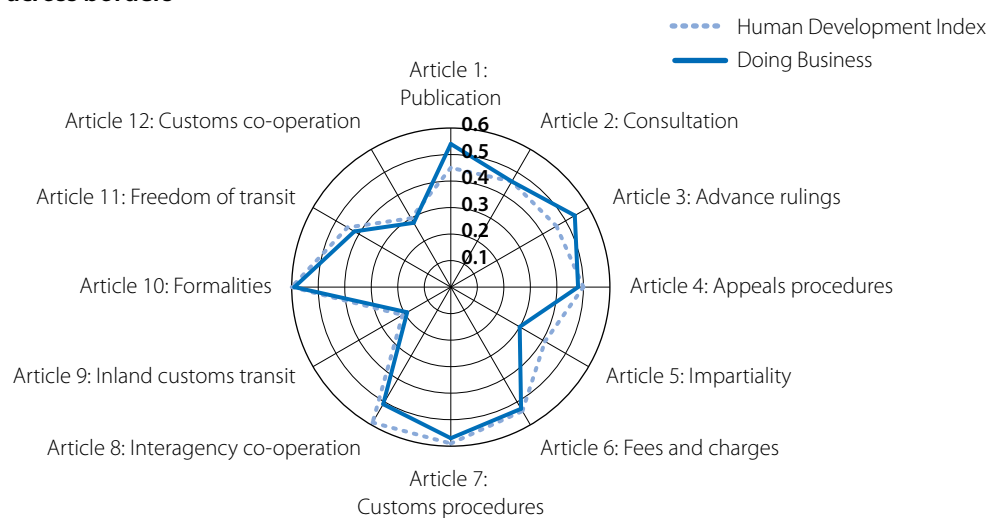 across borders
Human Development Index
Doing Business
Article 1:
Publication
Article 12: Customs co-operation
Article 2: Consultation
0.6
0.5
0.4
0.3
0.2
0.1
Article 11: Freedom of transit
Article 3: Advance rulings
Article 10: Formalities
Article 4: Appeals procedures
Article 9: Inland customs transit
Article 5: Impartiality
Article 8: Interagency co-operation
Article 6: Fees and charges
Article 7:
Customs procedures